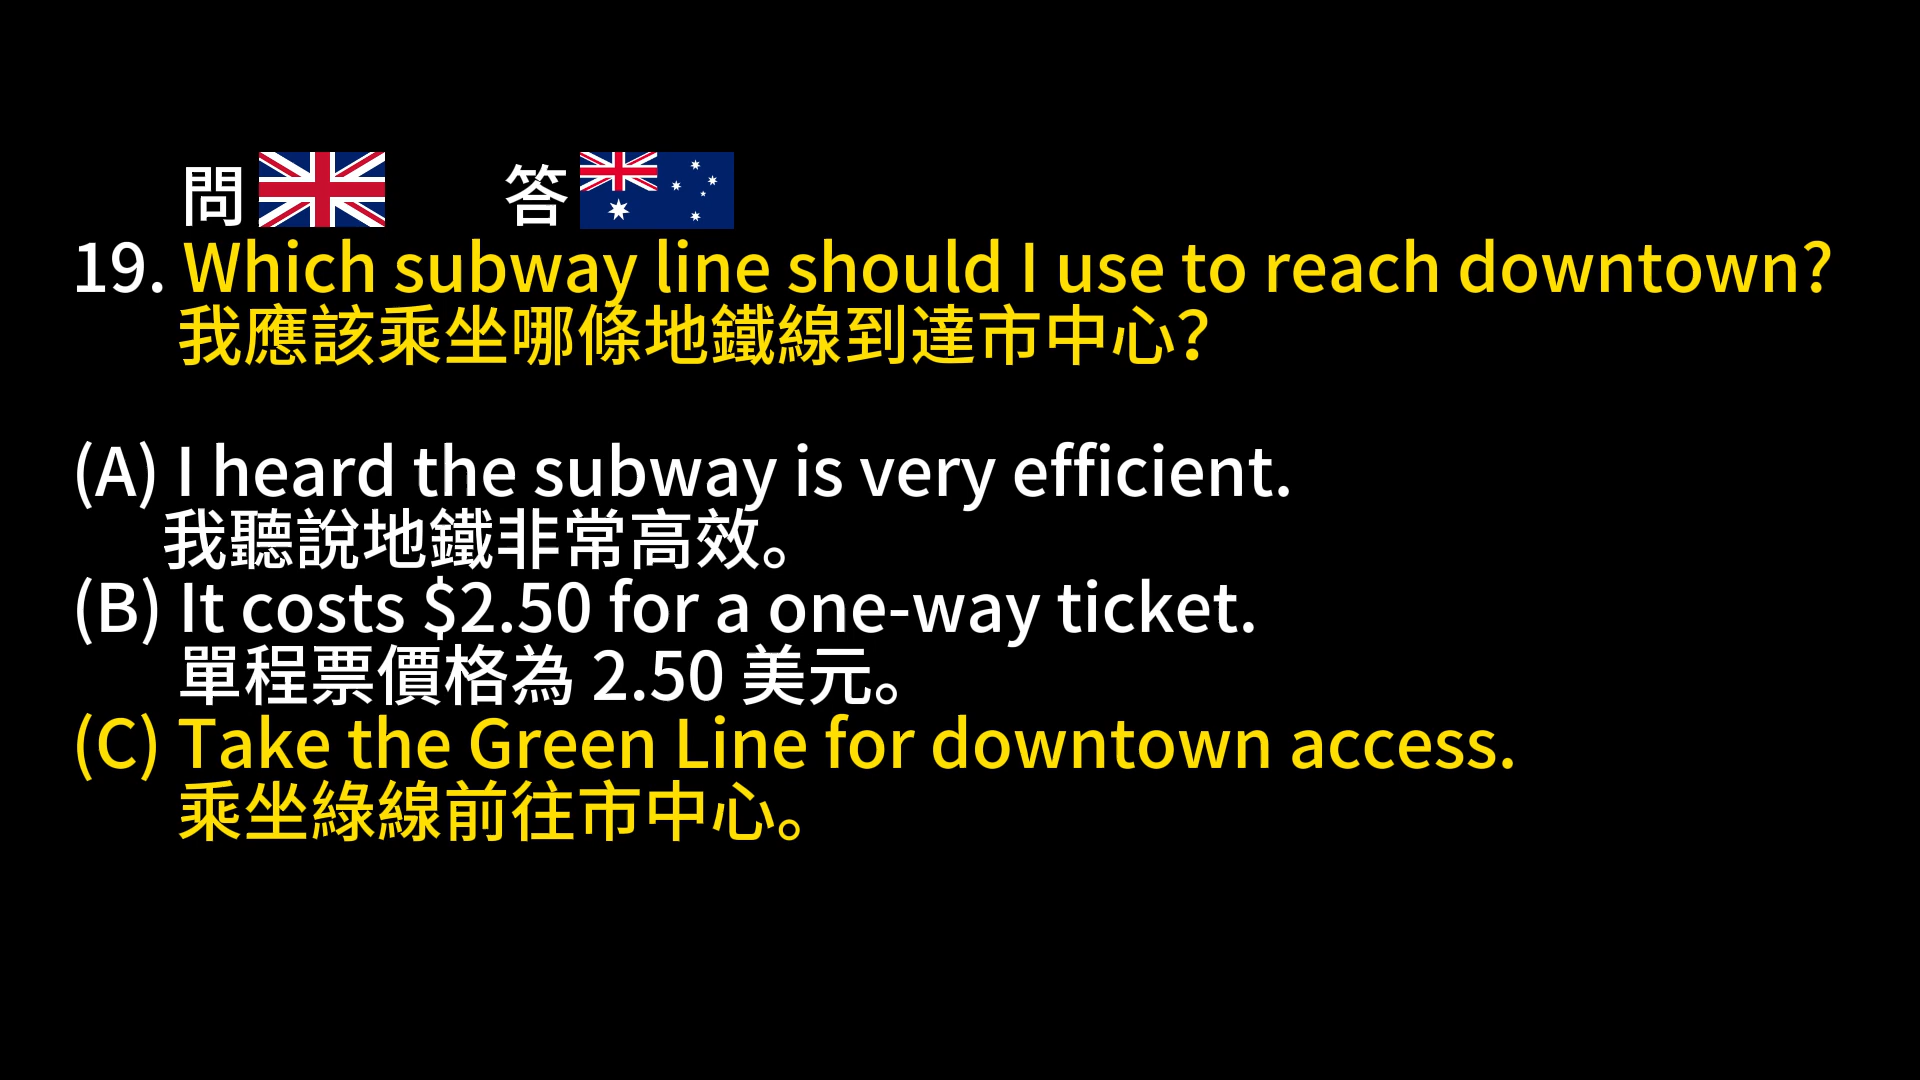 問 答
19. Which subway line should I use to reach downtown?
我應該乘坐哪條地鐵線到達市中心?
(A) I heard the subway is very efficient.
我聽說地鐵非常高效。
(B) It costs $2.50 for a one-way ticket.
單程票價格為 2.50 美元。
(C) Take the Green Line for downtown access.
乘坐綠線前往市中心。